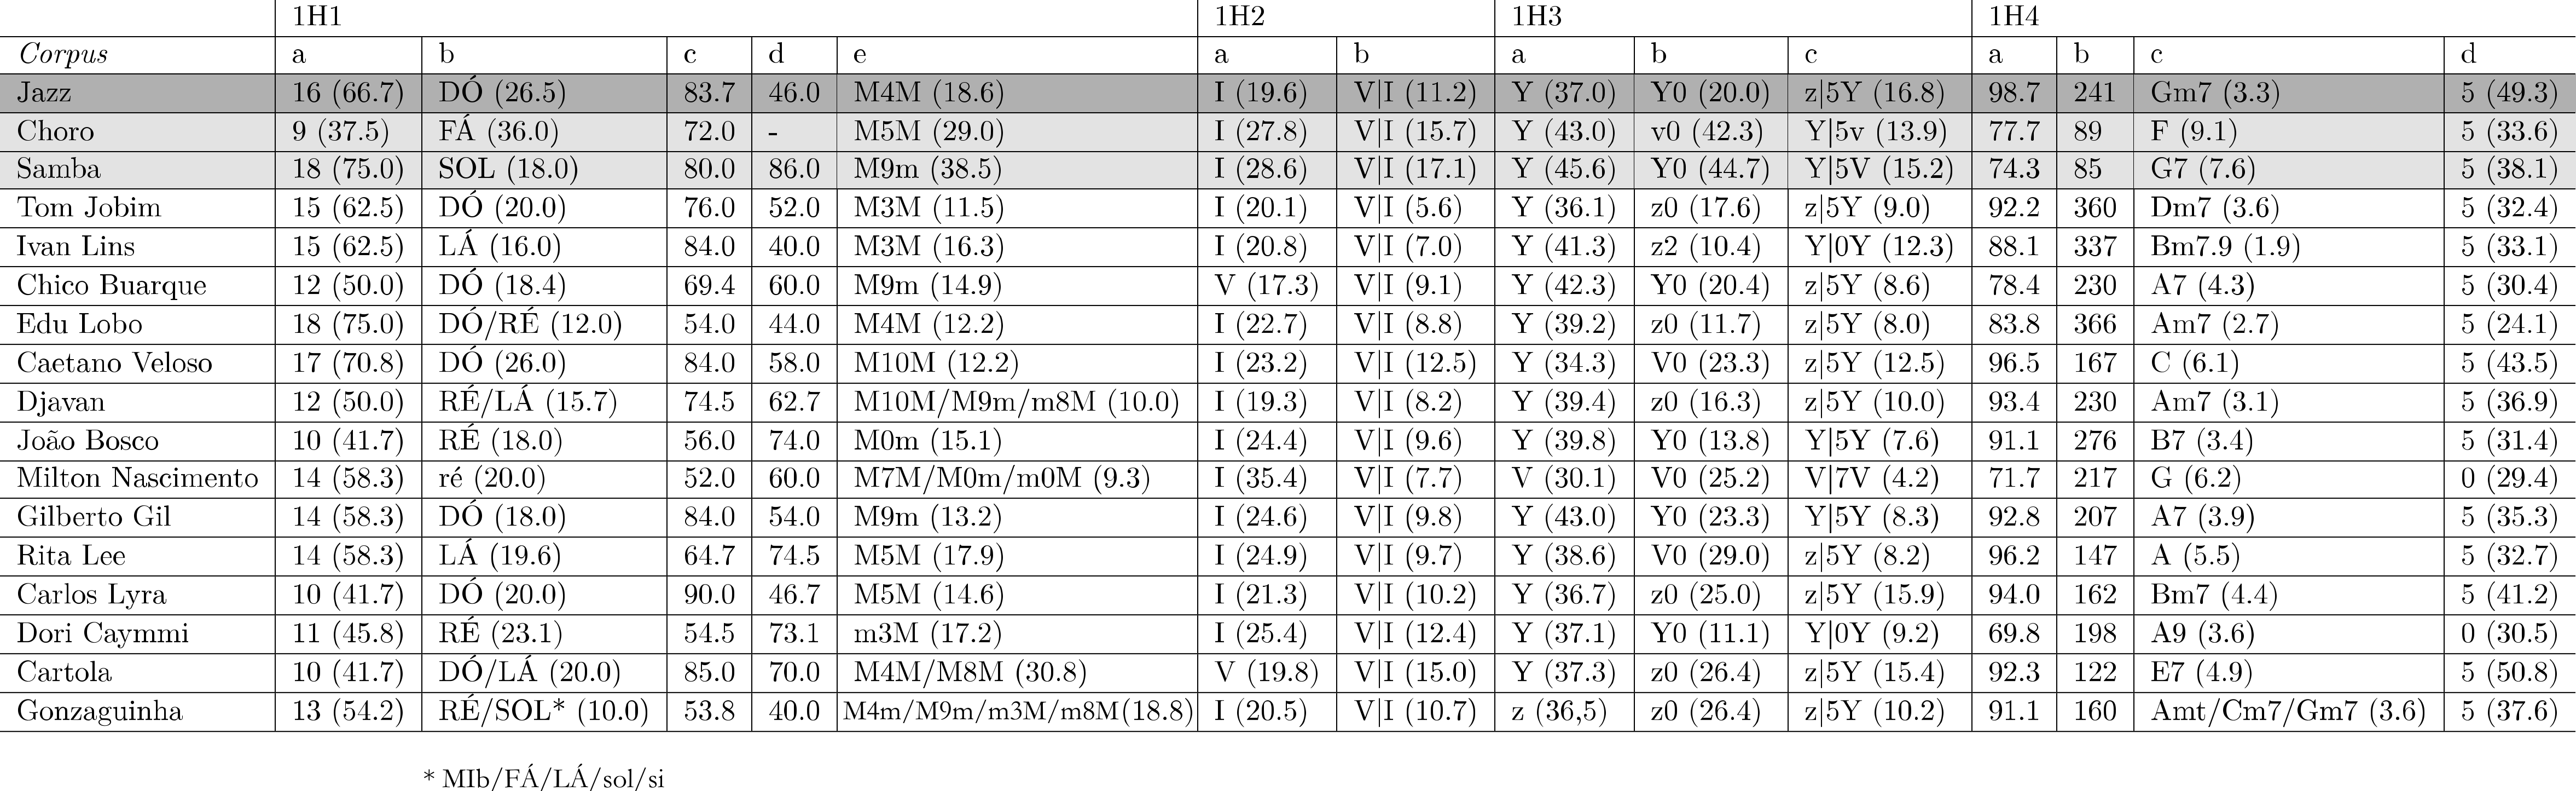 1H1 1H2 1H3 1H4
Corpus a b c d e a b a b c a b c d
Jazz 16 (66.7) DÓ (26.5) 83.7 46.0 M4M (18.6) I (19.6) V|I (11.2) Y (37.0) Y0 (20.0) z|5Y (16.8) 98.7 241 Gm7 (3.3) 5 (49.3)
Choro 9 (37.5) FÁ (36.0) 72.0 - M5M (29.0) I (27.8) V|I (15.7) Y (43.0) v0 (42.3) Y|5v (13.9) 77.7 89 F (9.1) 5 (33.6)
Samba 18 (75.0) SOL (18.0) 80.0 86.0 M9m (38.5) I (28.6) V|I (17.1) Y (45.6) Y0 (44.7) Y|5V (15.2) 74.3 85 G7 (7.6) 5 (38.1)
Tom Jobim 15 (62.5) DÓ (20.0) 76.0 52.0 M3M (11.5) I (20.1) V|I (5.6) Y (36.1) z0 (17.6) z|5Y (9.0) 92.2 360 Dm7 (3.6) 5 (32.4)
Ivan Lins 15 (62.5) LÁ (16.0) 84.0 40.0 M3M (16.3) I (20.8) V|I (7.0) Y (41.3) z2 (10.4) Y|0Y (12.3) 88.1 337 Bm7.9 (1.9) 5 (33.1)
Chico Buarque 12 (50.0) DÓ (18.4) 69.4 60.0 M9m (14.9) V (17.3) V|I (9.1) Y (42.3) Y0 (20.4) z|5Y (8.6) 78.4 230 A7 (4.3) 5 (30.4)
Edu Lobo 18 (75.0) DÓ/RÉ (12.0) 54.0 44.0 M4M (12.2) I (22.7) V|I (8.8) Y (39.2) z0 (11.7) z|5Y (8.0) 83.8 366 Am7 (2.7) 5 (24.1)
Caetano Veloso 17 (70.8) DÓ (26.0) 84.0 58.0 M10M (12.2) I (23.2) V|I (12.5) Y (34.3) V0 (23.3) z|5Y (12.5) 96.5 167 C (6.1) 5 (43.5)
Djavan 12 (50.0) RÉ/LÁ (15.7) 74.5 62.7 M10M/M9m/m8M (10.0) I (19.3) V|I (8.2) Y (39.4) z0 (16.3) z|5Y (10.0) 93.4 230 Am7 (3.1) 5 (36.9)
João Bosco 10 (41.7) RÉ (18.0) 56.0 74.0 M0m (15.1) I (24.4) V|I (9.6) Y (39.8) Y0 (13.8) Y|5Y (7.6) 91.1 276 B7 (3.4) 5 (31.4)
Milton Nascimento 14 (58.3) ré (20.0) 52.0 60.0 M7M/M0m/m0M (9.3) I (35.4) V|I (7.7) V (30.1) V0 (25.2) V|7V (4.2) 71.7 217 G (6.2) 0 (29.4)
Gilberto Gil 14 (58.3) DÓ (18.0) 84.0 54.0 M9m (13.2) I (24.6) V|I (9.8) Y (43.0) Y0 (23.3) Y|5Y (8.3) 92.8 207 A7 (3.9) 5 (35.3)
Rita Lee 14 (58.3) LÁ (19.6) 64.7 74.5 M5M (17.9) I (24.9) V|I (9.7) Y (38.6) V0 (29.0) z|5Y (8.2) 96.2 147 A (5.5) 5 (32.7)
Carlos Lyra 10 (41.7) DÓ (20.0) 90.0 46.7 M5M (14.6) I (21.3) V|I (10.2) Y (36.7) z0 (25.0) z|5Y (15.9) 94.0 162 Bm7 (4.4) 5 (41.2)
Dori Caymmi 11 (45.8) RÉ (23.1) 54.5 73.1 m3M (17.2) I (25.4) V|I (12.4) Y (37.1) Y0 (11.1) Y|0Y (9.2) 69.8 198 A9 (3.6) 0 (30.5)
Cartola 10 (41.7) DÓ/LÁ (20.0) 85.0 70.0 M4M/M8M (30.8) V (19.8) V|I (15.0) Y (37.3) z0 (26.4) z|5Y (15.4) 92.3 122 E7 (4.9) 5 (50.8)
Gonzaguinha 13 (54.2) RÉ/SOL* (10.0) 53.8 40.0 M4m/M9m/m3M/m8M(18.8) I (20.5) V|I (10.7) z (36,5) z0 (26.4) z|5Y (10.2) 91.1 160 Amt/Cm7/Gm7 (3.6) 5 (37.6)
* MIb/FÁ/LÁ/sol/si